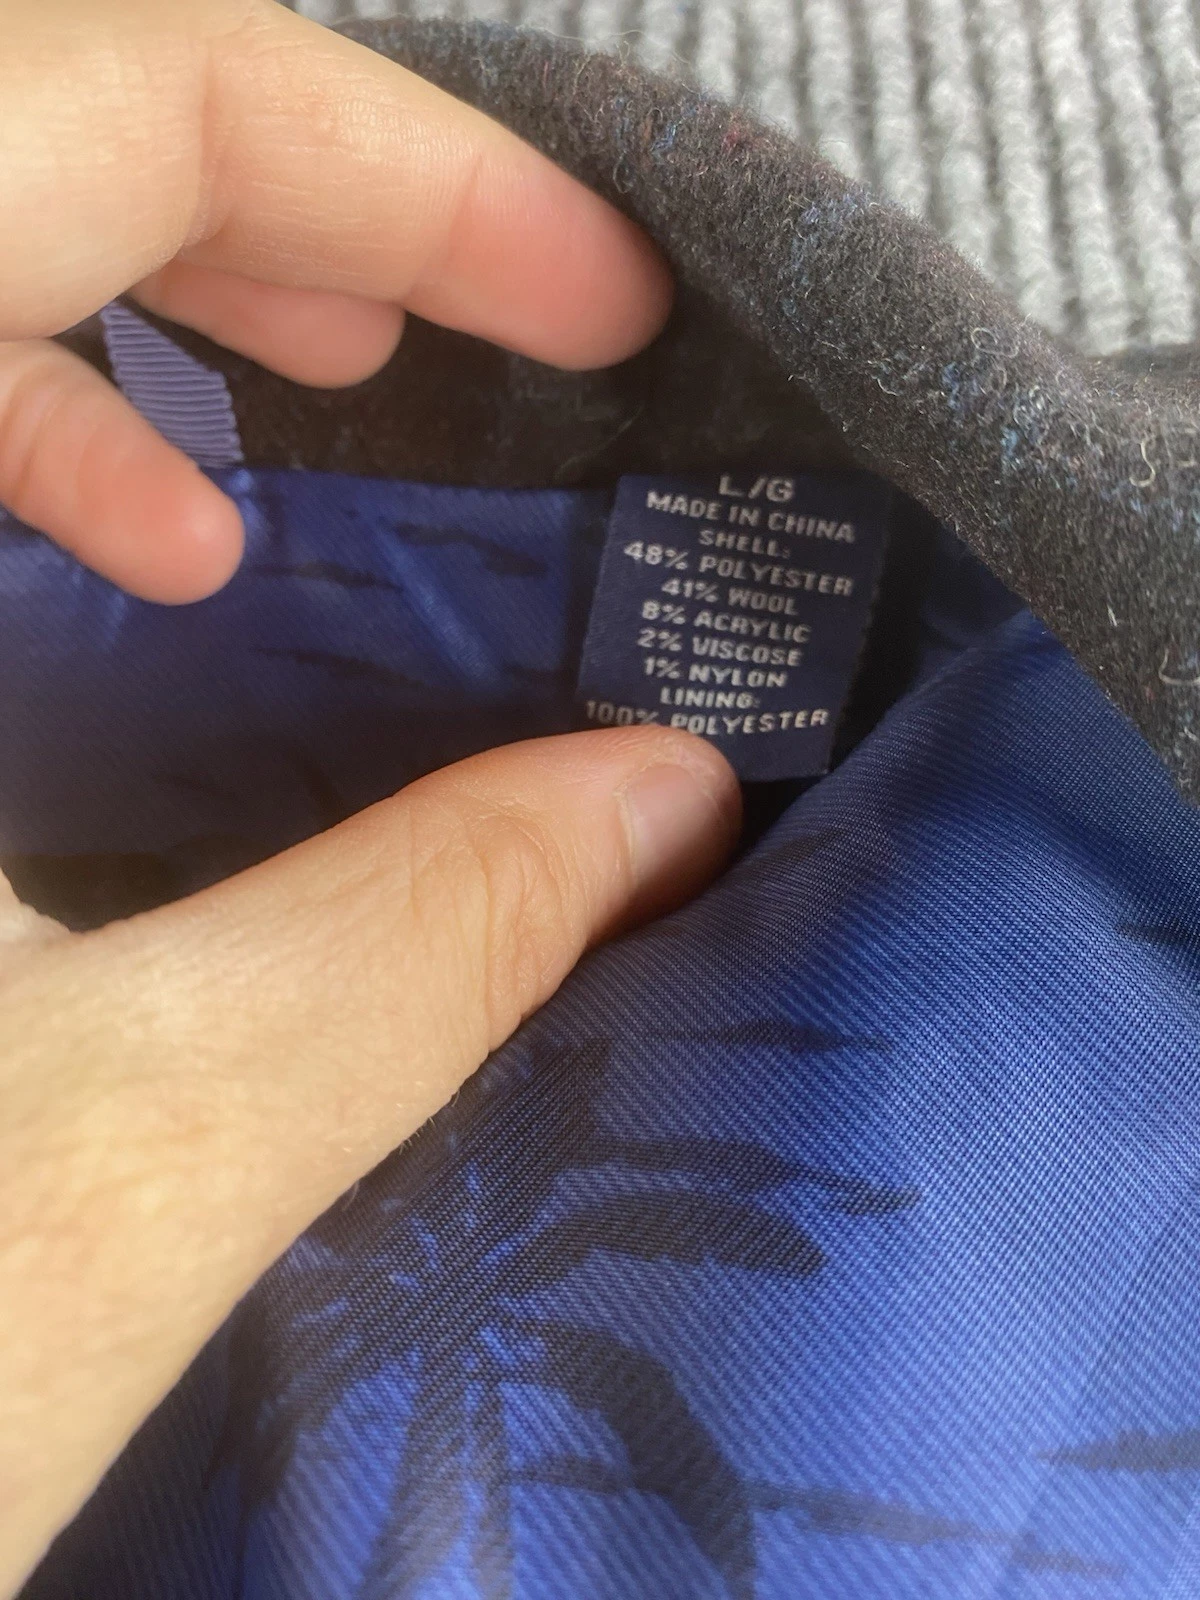 L/G
MADE IN CHINA
SHELL:
48% POLYESTER
41% WOOL
8% ACRYLIC
2% VISCOSE
1% NYLON
LINING:
100% POLYESTER